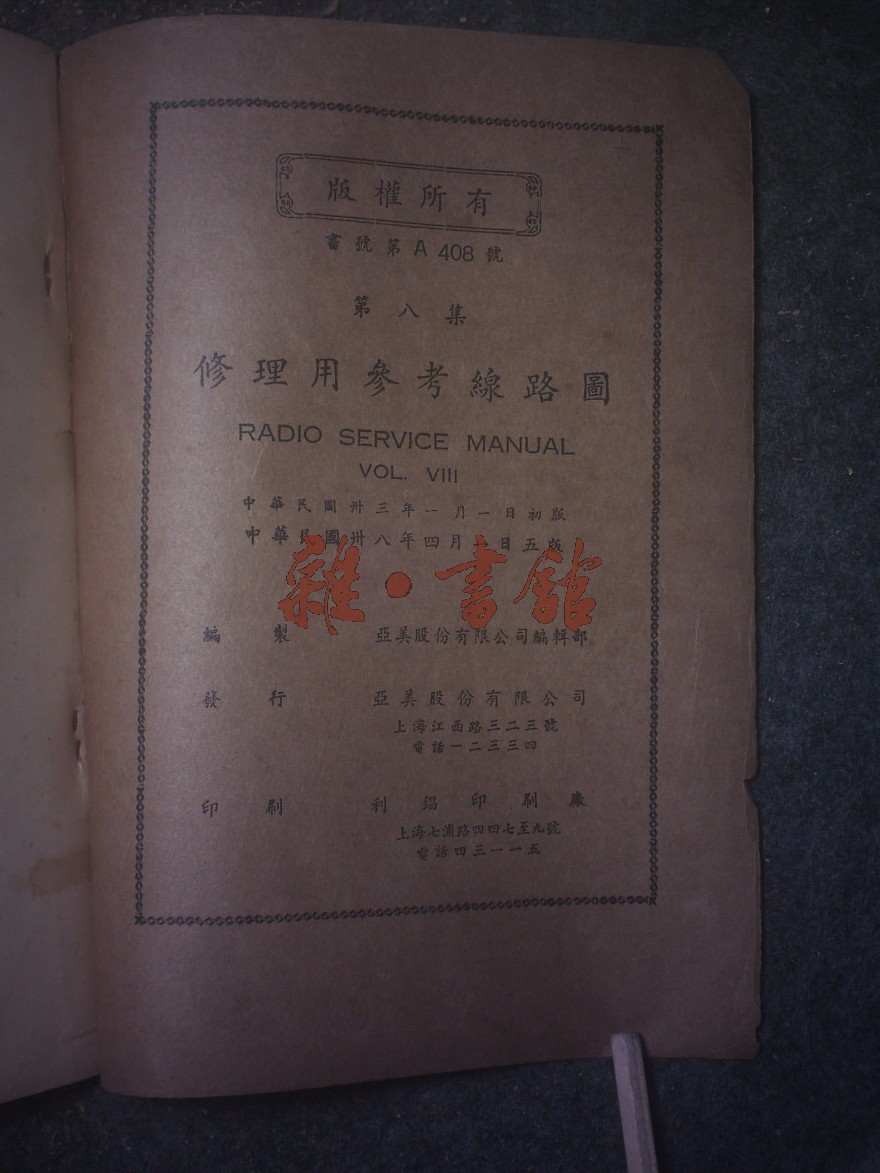 版權所有
書號第 A 408 號
第八集
修理用參考線路圖
RADIO SERVICE MANUAL
VOL. VIII
中華民國卅三年一月一日初版
中華民國卅八年四月一日五版
雜·書館
編製 亞美股份有限公司編輯部
發行 亞美股份有限公司
上海江西路三二三號
電話一二三三四
印刷 利錩印刷廠
上海七浦路四四七至九號
電話四三一一五